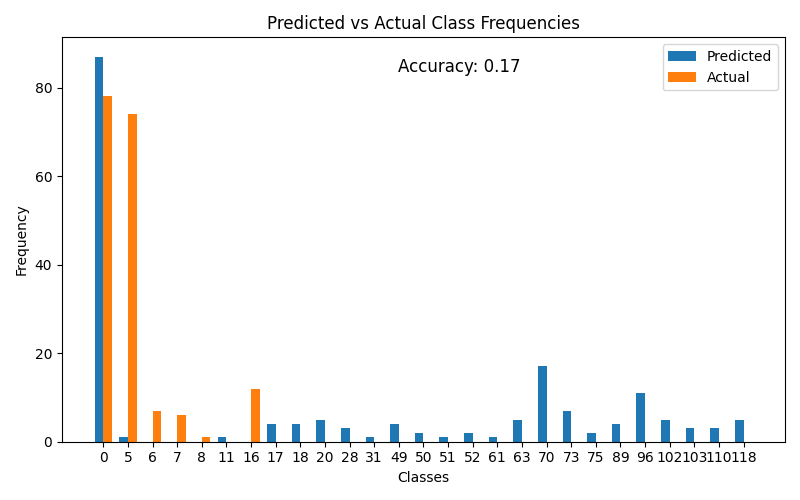 Predicted vs Actual Class Frequencies
Accuracy: 0.17
Predicted
Actual
Frequency
80
60
40
20
0
0 5 6 7 8 11 16 17 18 20 28 31 49 50 51 52 61 63 70 73 75 89 96 102 103 110 118
Classes